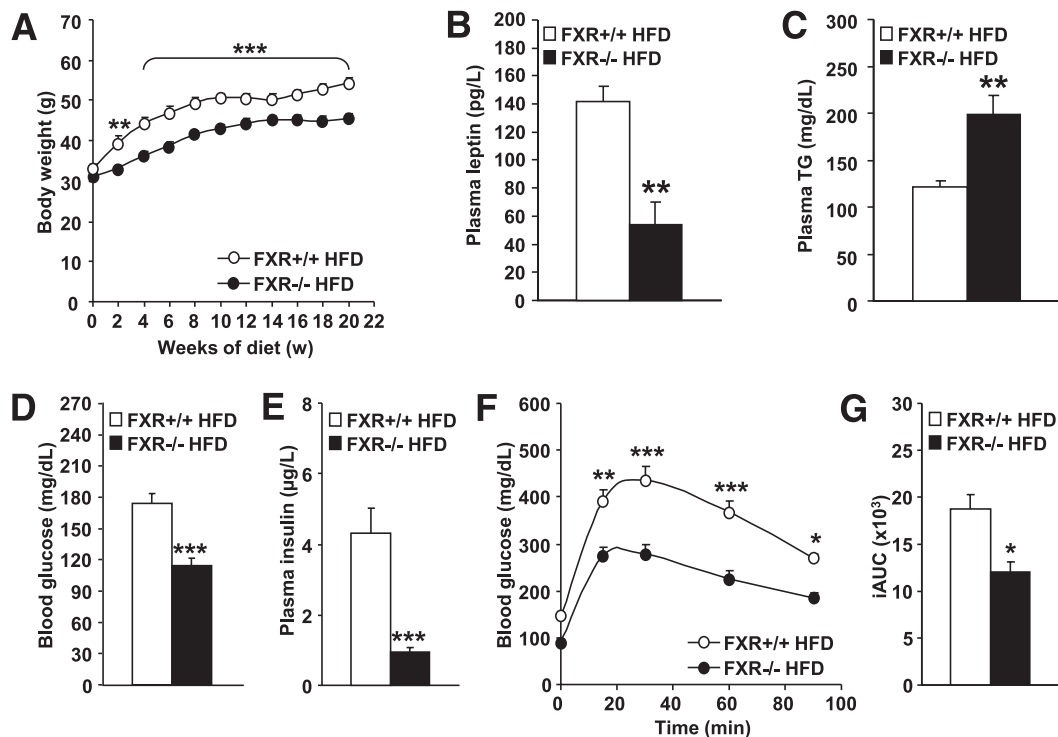 A
Body weight (g)
70
60
50
40
30
20
10
0
**
***
FXR+/+ HFD
FXR-/- HFD
0 2 4 6 8 10 12 14 16 18 20 22
Weeks of diet (w)
B
Plasma leptin (pg/L)
200
180
160
140
120
100
80
60
40
20
0
FXR+/+ HFD
FXR-/- HFD
**
C
Plasma TG (mg/dL)
300
250
200
150
100
50
0
FXR+/+ HFD
FXR-/- HFD
**
D
Blood glucose (mg/dL)
270
240
210
180
150
120
90
60
30
0
FXR+/+ HFD
FXR-/- HFD
***
E
Plasma insulin (µg/L)
8
6
4
2
0
FXR+/+ HFD
FXR-/- HFD
***
F
Blood glucose (mg/dL)
600
500
400
300
200
100
0
**
***
***
*
FXR+/+ HFD
FXR-/- HFD
0 20 40 60 80 100
Time (min)
G
iAUC (x10³)
30
25
20
15
10
5
0
FXR+/+ HFD
FXR-/- HFD
*